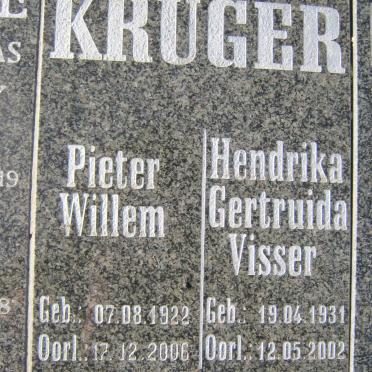 KRUGER
Pieter
Willem
Geb.: 07.08.1922
Oorl.: 17.12.2006
Hendrika
Gertruida
Visser
Geb.: 19.04.1931
Oorl.: 12.05.2002